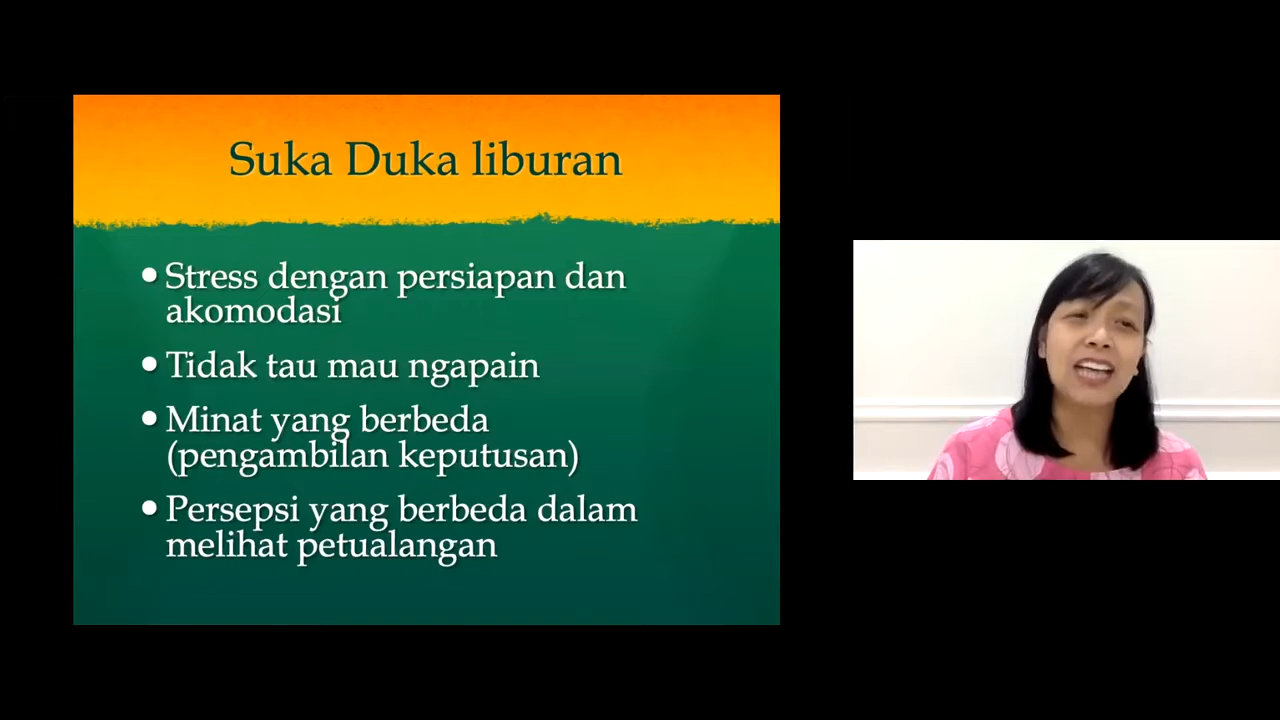 Suka Duka liburan
• Stress dengan persiapan dan
akomodasi
• Tidak tau mau ngapain
• Minat yang berbeda
(pengambilan keputusan)
• Persepsi yang berbeda dalam
melihat petualangan